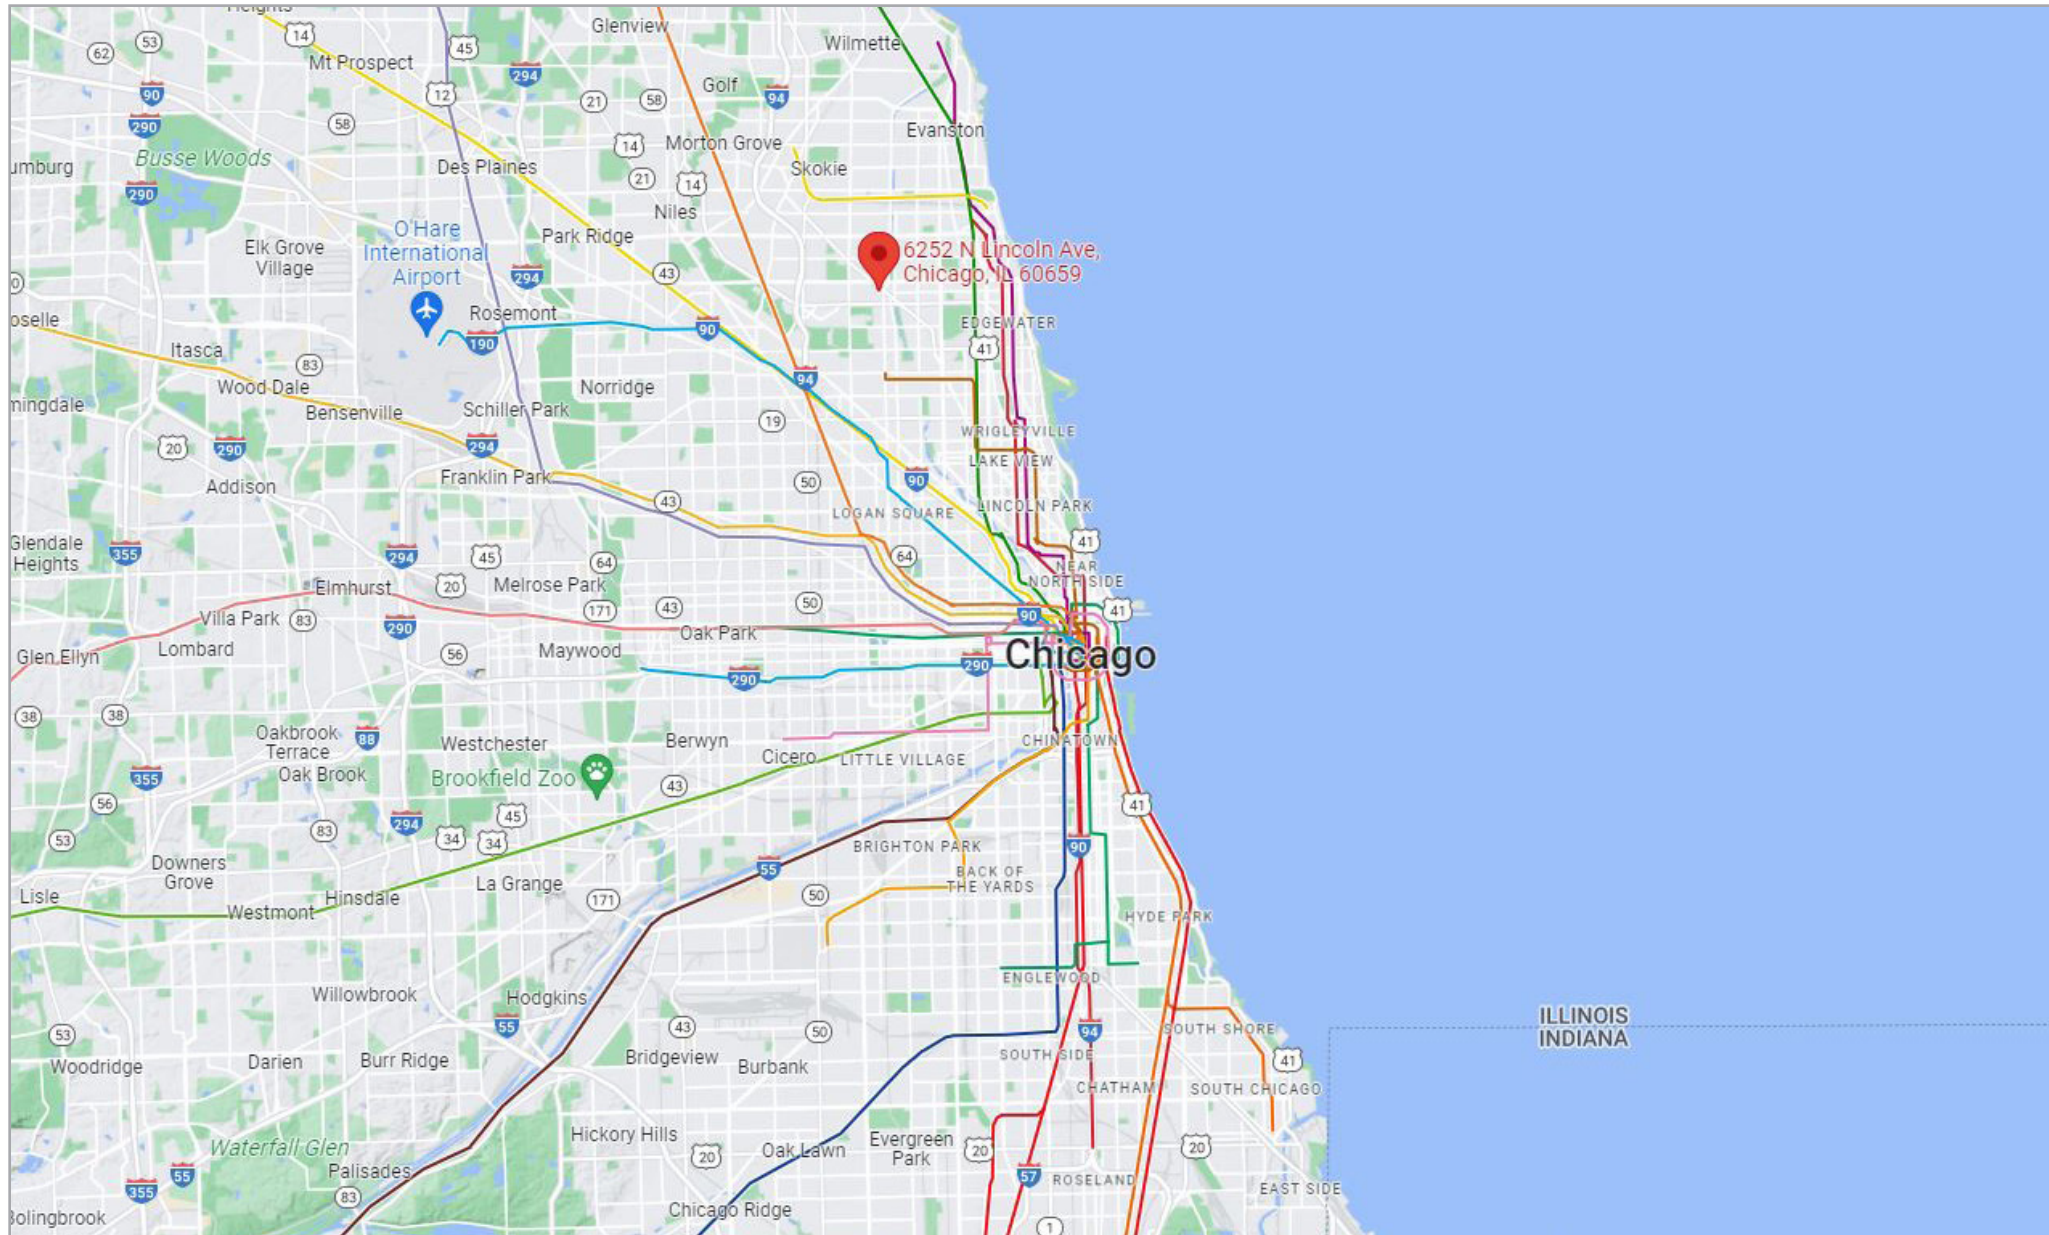 Heights
14
62
53
Mt Prospect
45
Glenview
Wilmette
294
12
Golf
94
90
21
58
290
58
Evanston
14
Morton Grove
Busse Woods
umburg
Des Plaines
Skokie
21
14
290
Niles
O'Hare
International
Airport
Park Ridge
Elk Grove
Village
6252 N Lincoln Ave,
Chicago, IL 60659
294
43
0
oselle
Rosemont
190
90
EDGEWATER
41
Itasca
83
94
Wood Dale
Norridge
mingdale
Bensenville
Schiller Park
19
WRIGLEYVILLE
20
290
294
LAKE VIEW
Franklin Park
50
90
Addison
43
LINCOLN PARK
LOGAN SQUARE
Glendale
Heights
355
294
45
64
64
41
NEAR
NORTH SIDE
Elmhurst
20
Melrose Park
Villa Park
83
171
43
50
90
41
290
Oak Park
Glen Ellyn
Lombard
56
Maywood
Chicago
290
290
38
38
Oakbrook
Terrace
88
Westchester
Berwyn
Cicero
CHINATOWN
LITTLE VILLAGE
355
Oak Brook
Brookfield Zoo
43
56
45
41
53
83
294
34
34
BRIGHTON PARK
90
Downers
Grove
55
BACK OF
THE YARDS
Lisle
Hinsdale
La Grange
50
171
Westmont
HYDE PARK
ENGLEWOOD
Willowbrook
Hodgkins
ILLINOIS
INDIANA
53
55
43
50
94
SOUTH SHORE
Woodridge
Darien
Burr Ridge
Bridgeview
Burbank
SOUTH SIDE
41
CHATHAM
SOUTH CHICAGO
Waterfall Glen
Hickory Hills
20
Oak Lawn
Evergreen
Park
20
20
Palisades
55
355
83
57
ROSELAND
EAST SIDE
Bolingbrook
Chicago Ridge
1